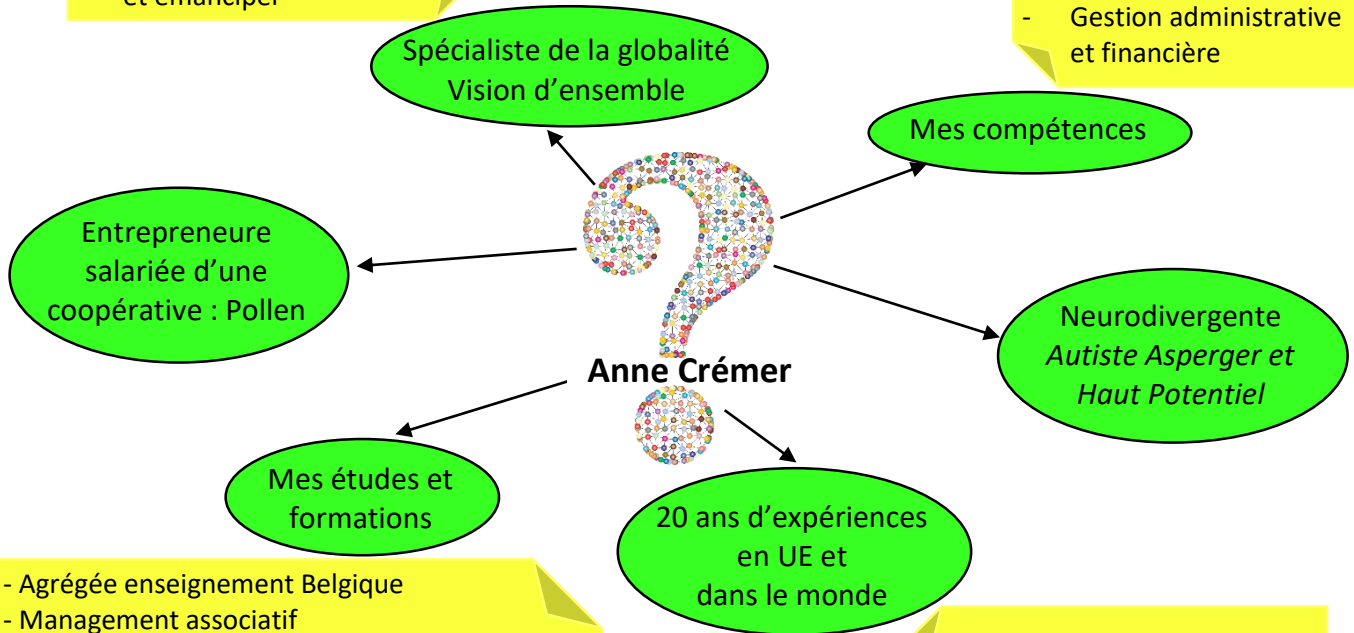 et émanciper
- Gestion administrative
et financière
Spécialiste de la globalité
Vision d’ensemble
Mes compétences
Entrepreneure
salariée d’une
coopérative : Pollen
Neurodivergente
Autiste Asperger et
Haut Potentiel
Anne Crémer
Mes études et
formations
20 ans d’expériences
en UE et
dans le monde
- Agrégée enseignement Belgique
- Management associatif